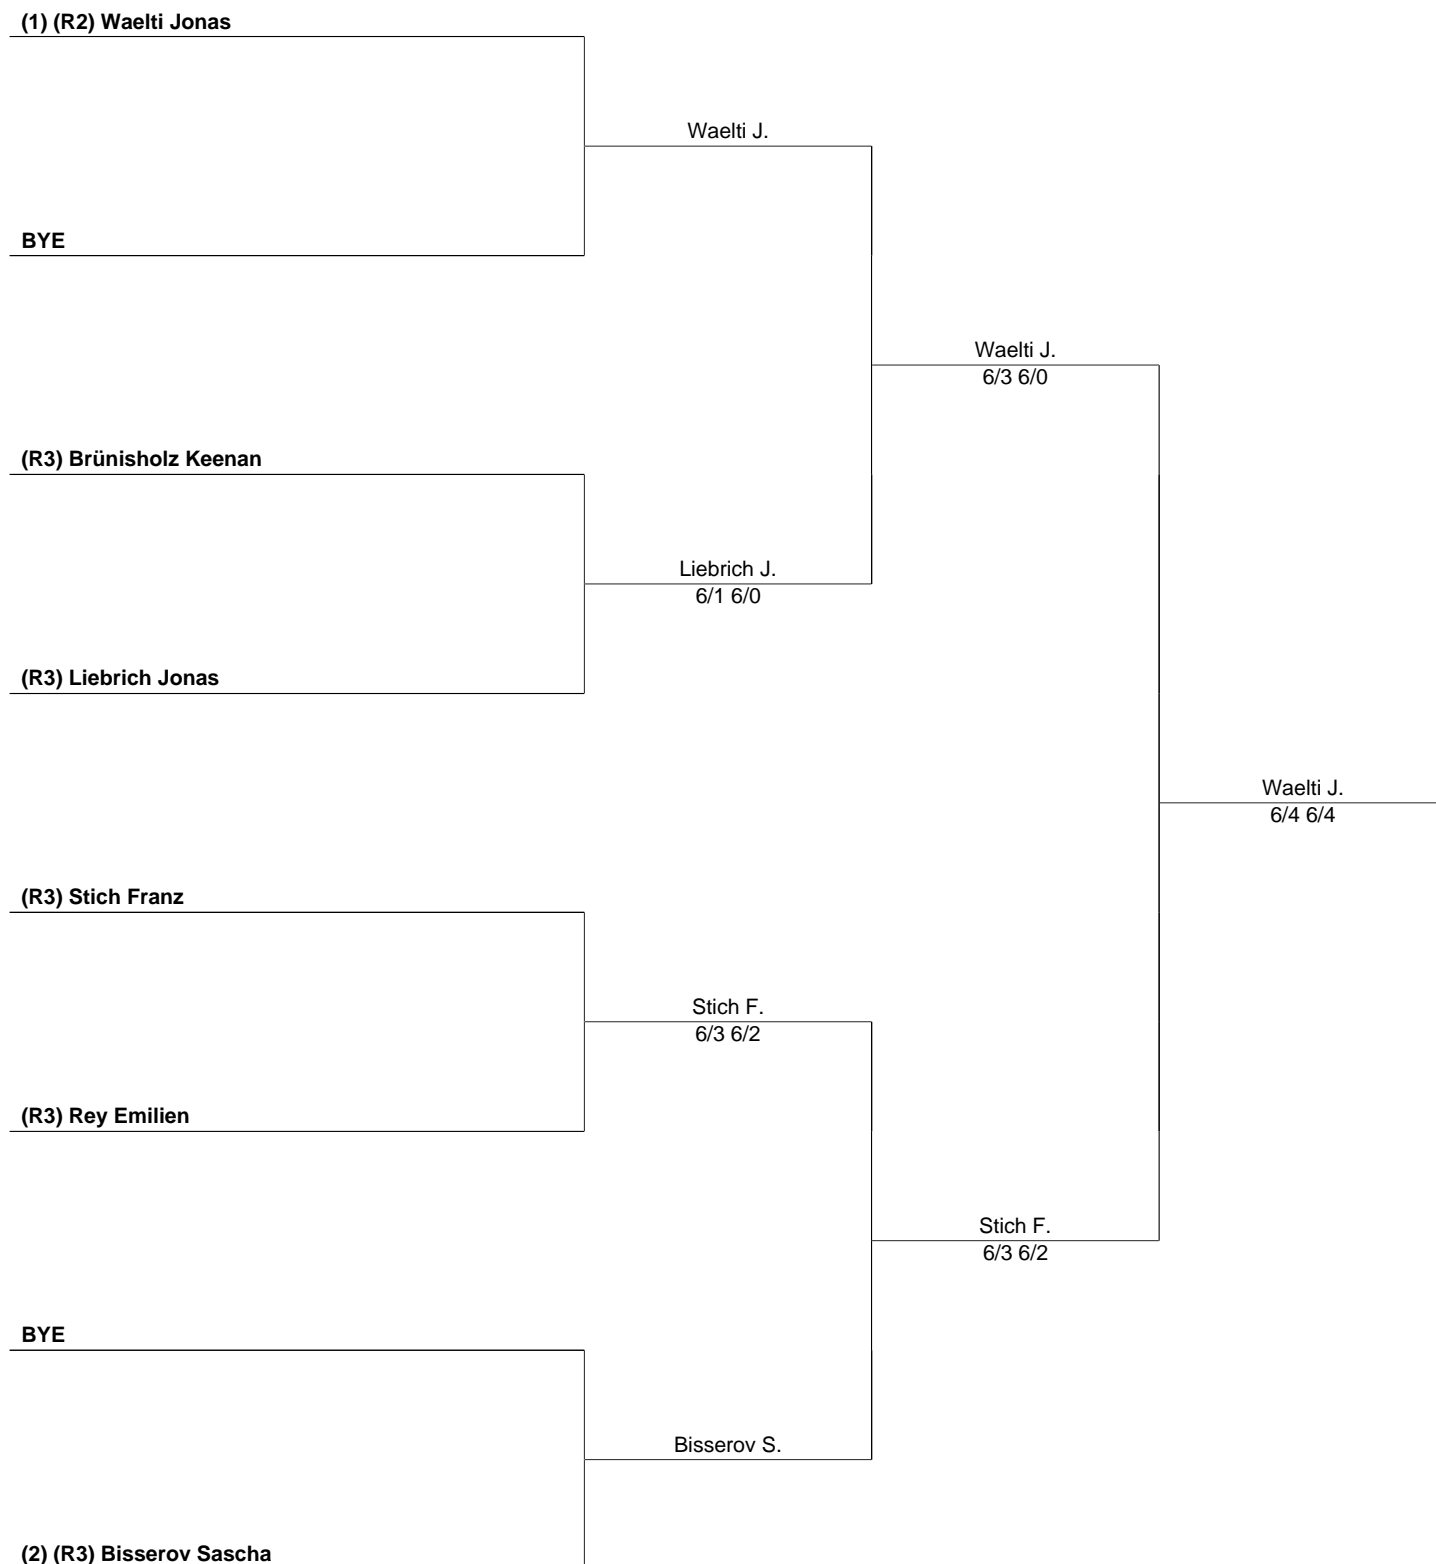 (1) (R2) Waelti Jonas
Waelti J.
BYE
Waelti J.
6/3 6/0
(R3) Brünisholz Keenan
Liebrich J.
6/1 6/0
(R3) Liebrich Jonas
Waelti J.
6/4 6/4
(R3) Stich Franz
Stich F.
6/3 6/2
(R3) Rey Emilien
Stich F.
6/3 6/2
BYE
Bisserov S.
(2) (R3) Bisserov Sascha